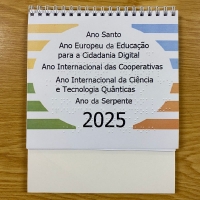 Ano Santo
Ano Europeu da Educação
para a Cidadania Digital
Ano Internacional das Cooperativas
Ano Internacional da Ciência
e Tecnologia Quânticas
Ano da Serpente
2025